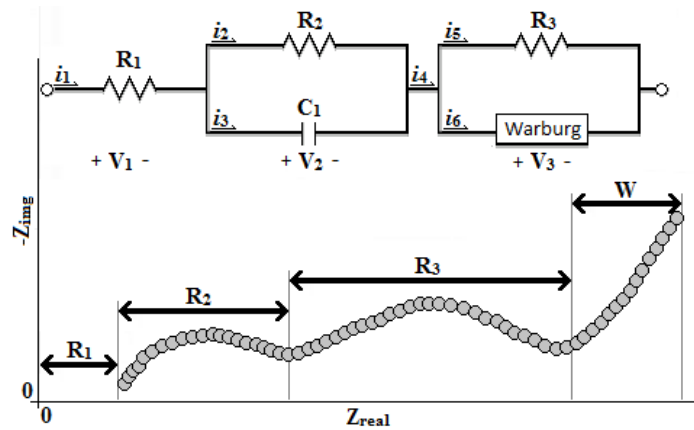 i1 R1 i2 R2 i3 C1 i4 i5 R3 i6 Warburg
+ V1 - + V2 - + V3 -
-Zimg
W
R3
R2
R1
0
0 Zreal